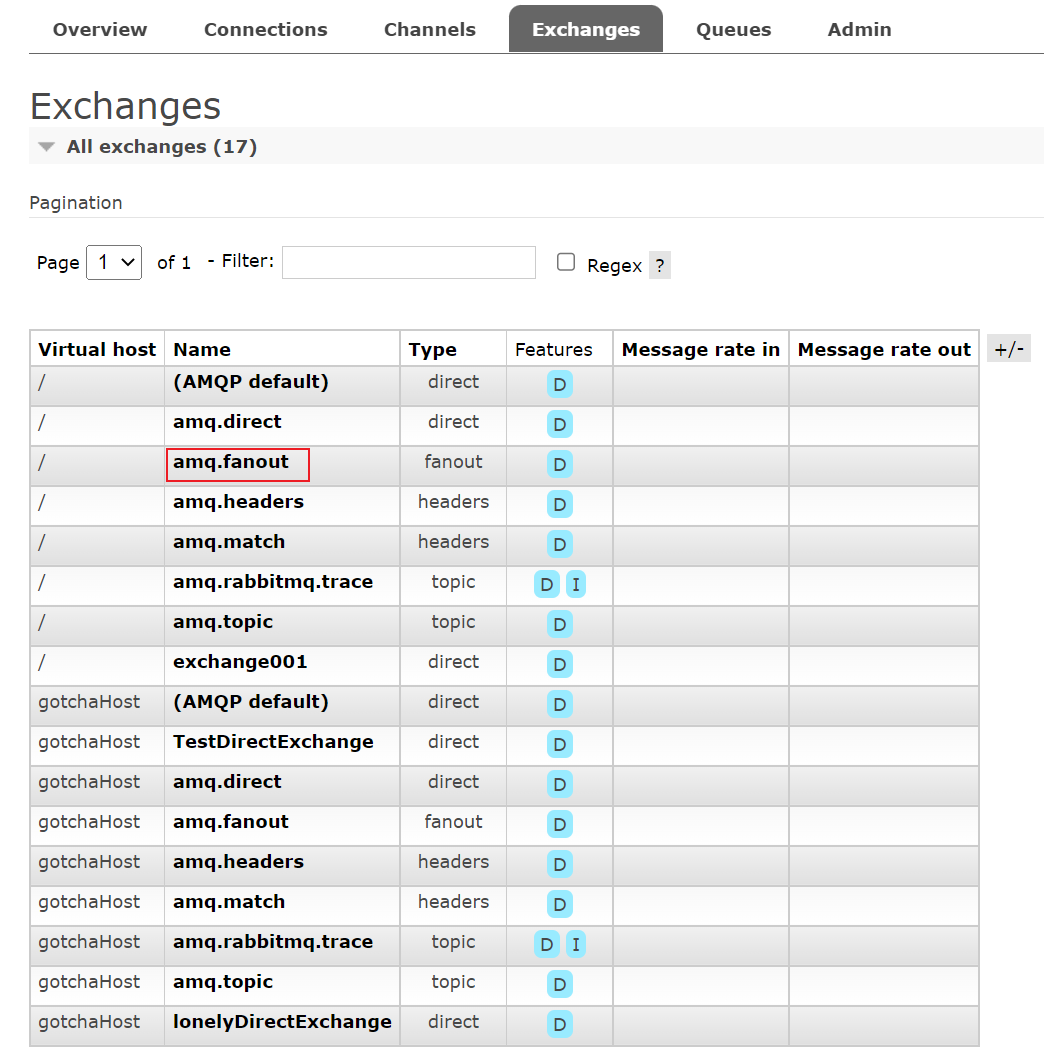 Overview Connections Channels Exchanges Queues Admin
Exchanges
All exchanges (17)
Pagination
Page 1 of 1 - Filter: Regex ?
Virtual host Name Type Features Message rate in Message rate out +/-
/ (AMQP default) direct D
/ amq.direct direct D
/ amq.fanout fanout D
/ amq.headers headers D
/ amq.match headers D
/ amq.rabbitmq.trace topic D I
/ amq.topic topic D
/ exchange001 direct D
gotchaHost (AMQP default) direct D
gotchaHost TestDirectExchange direct D
gotchaHost amq.direct direct D
gotchaHost amq.fanout fanout D
gotchaHost amq.headers headers D
gotchaHost amq.match headers D
gotchaHost amq.rabbitmq.trace topic D I
gotchaHost amq.topic topic D
gotchaHost lonelyDirectExchange direct D